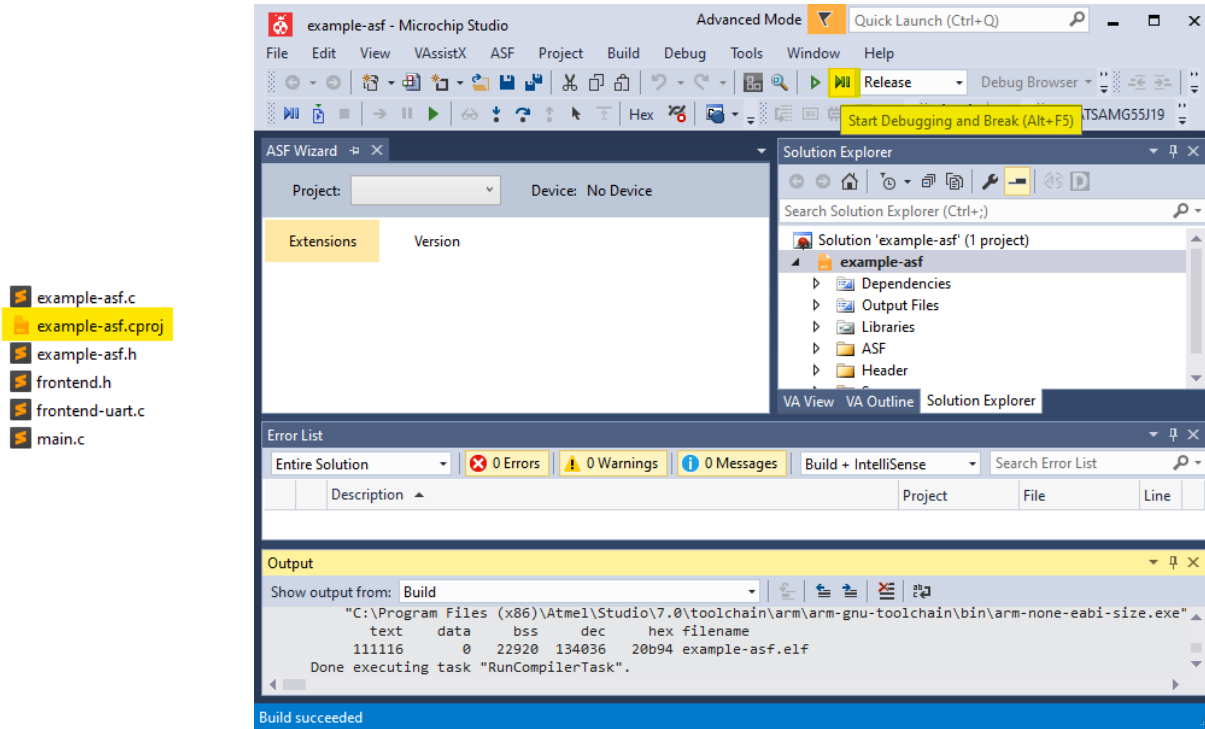 example-asf.c
example-asf.cproj
example-asf.h
frontend.h
frontend-uart.c
main.c
example-asf - Microchip Studio
Advanced Mode
Quick Launch (Ctrl+Q)
File Edit View VAssistX ASF Project Build Debug Tools Window Help
Release
Debug Browser
Hex
Start Debugging and Break (Alt+F5)
ATSAMG55J19
ASF Wizard
Project:
Device: No Device
Extensions
Version
Solution Explorer
Search Solution Explorer (Ctrl+;)
Solution 'example-asf' (1 project)
example-asf
Dependencies
Output Files
Libraries
ASF
Header
VA View VA Outline Solution Explorer
Error List
Entire Solution
0 Errors
0 Warnings
0 Messages
Build + IntelliSense
Search Error List
Description
Project
File
Line
Output
Show output from: Build
"C:\Program Files (x86)\Atmel\Studio\7.0\toolchain\arm\arm-gnu-toolchain\bin\arm-none-eabi-size.exe"
text data bss dec hex filename
111116 0 22920 134036 20b94 example-asf.elf
Done executing task "RunCompilerTask".
Build succeeded